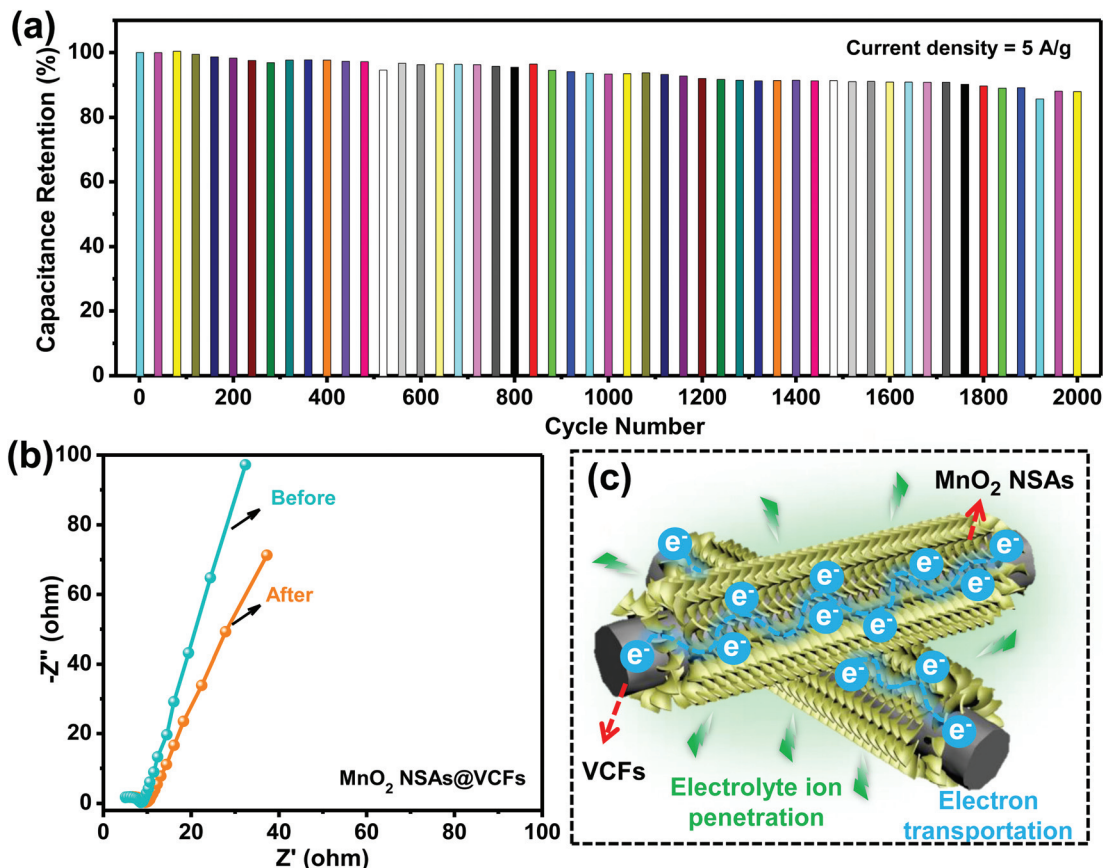 (a)
Current density = 5 A/g
Capacitance Retention (%)
120
100
80
60
40
20
0
0 200 400 600 800 1000 1200 1400 1600 1800 2000
Cycle Number
(b)
-Z'' (ohm)
100
80
60
40
20
0
Before
After
MnO2 NSAs@VCFs
0 20 40 60 80 100
Z' (ohm)
(c)
MnO2 NSAs
e-
e-
e-
e-
e-
e-
e-
e-
e-
e-
e-
e-
e-
e-
VCFs
Electrolyte ion
penetration
Electron
transportation